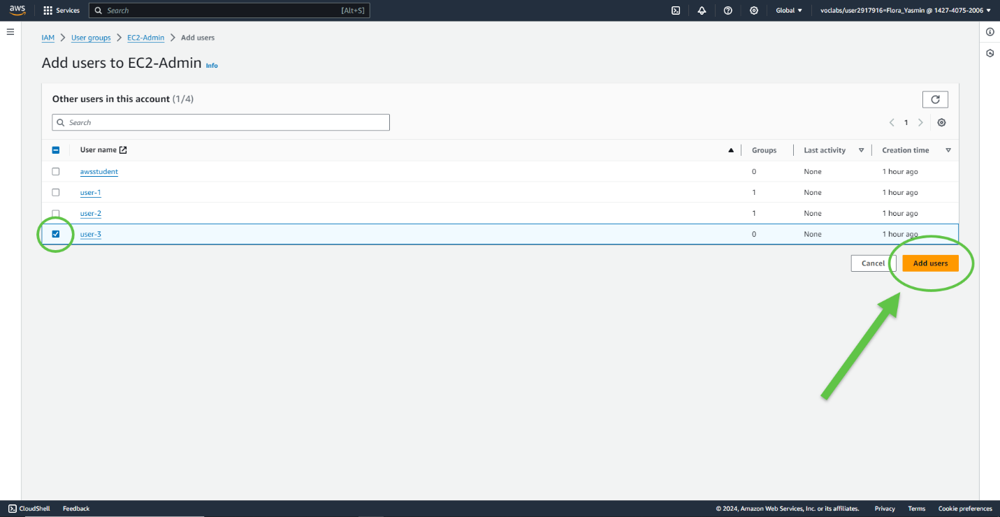 aws Services Search [Alt+S] Global voclabs/user2917916=Flora_Yasmin @ 1427-4075-2006
IAM > User groups > EC2-Admin > Add users
Add users to EC2-Admin Info
Other users in this account (1/4)
Search 1
User name Groups Last activity Creation time
awsstudent 0 None 1 hour ago
user-1 1 None 1 hour ago
user-2 1 None 1 hour ago
user-3 0 None 1 hour ago
Cancel Add users
CloudShell Feedback © 2024, Amazon Web Services, Inc. or its affiliates. Privacy Terms Cookie preferences